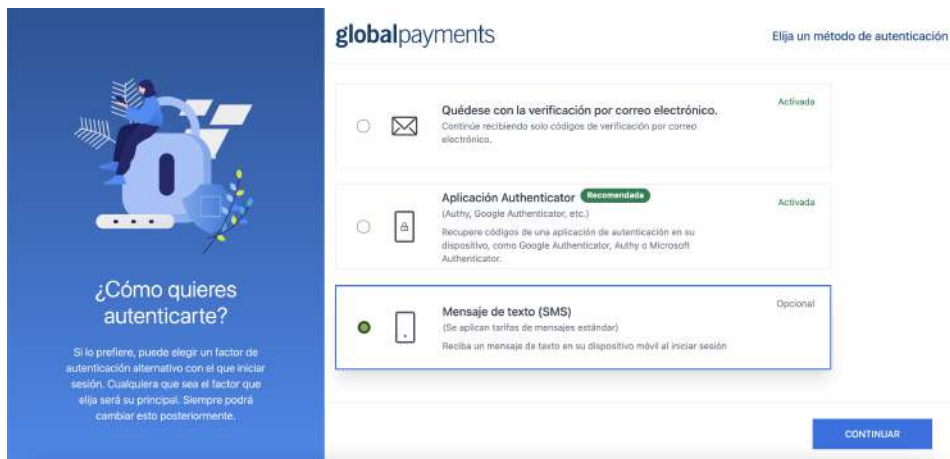 globalpayments
Elija un método de autenticación
Quédese con la verificación por correo electrónico.
Activada
Continúe recibiendo solo códigos de verificación por correo
electrónico.
Aplicación Authenticator Recomendada
Activada
(Authy, Google Authenticator, etc.)
Recupere códigos de una aplicación de autenticación en su
dispositivo, como Google Authenticator, Authy o Microsoft
Authenticator.
Mensaje de texto (SMS)
Opcional
(Se aplican tarifas de mensajes estándar)
Reciba un mensaje de texto en su dispositivo móvil al iniciar sesión
¿Cómo quieres
autenticarte?
Si lo prefiere, puede elegir un factor de
autenticación alternativo con el que iniciar
sesión. Cualquiera que sea el factor que
elija será su principal. Siempre podrá
cambiar esto posteriormente.
CONTINUAR